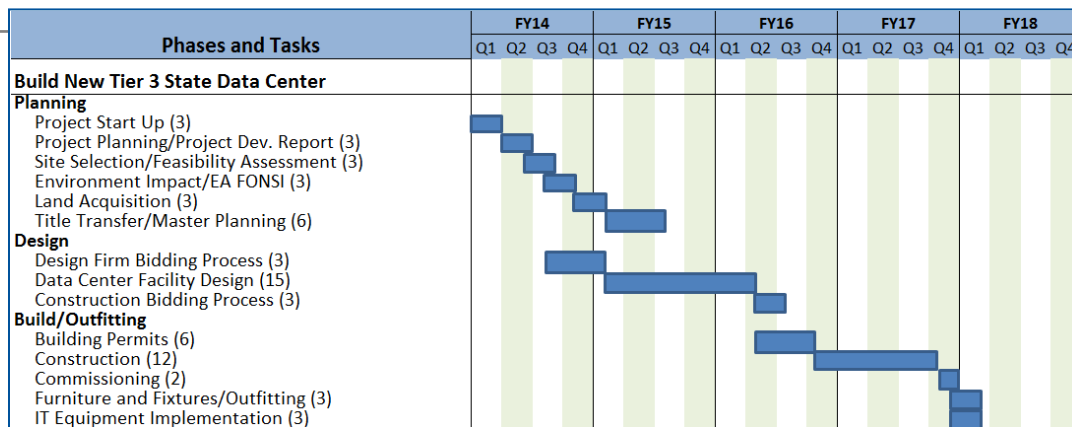 FY14 FY15 FY16 FY17 FY18
Phases and Tasks Q1 Q2 Q3 Q4 Q1 Q2 Q3 Q4 Q1 Q2 Q3 Q4 Q1 Q2 Q3 Q4 Q1 Q2 Q3 Q4
Build New Tier 3 State Data Center
Planning
Project Start Up (3)
Project Planning/Project Dev. Report (3)
Site Selection/Feasibility Assessment (3)
Environment Impact/EA FONSI (3)
Land Acquisition (3)
Title Transfer/Master Planning (6)
Design
Design Firm Bidding Process (3)
Data Center Facility Design (15)
Construction Bidding Process (3)
Build/Outfitting
Building Permits (6)
Construction (12)
Commissioning (2)
Furniture and Fixtures/Outfitting (3)
IT Equipment Implementation (3)